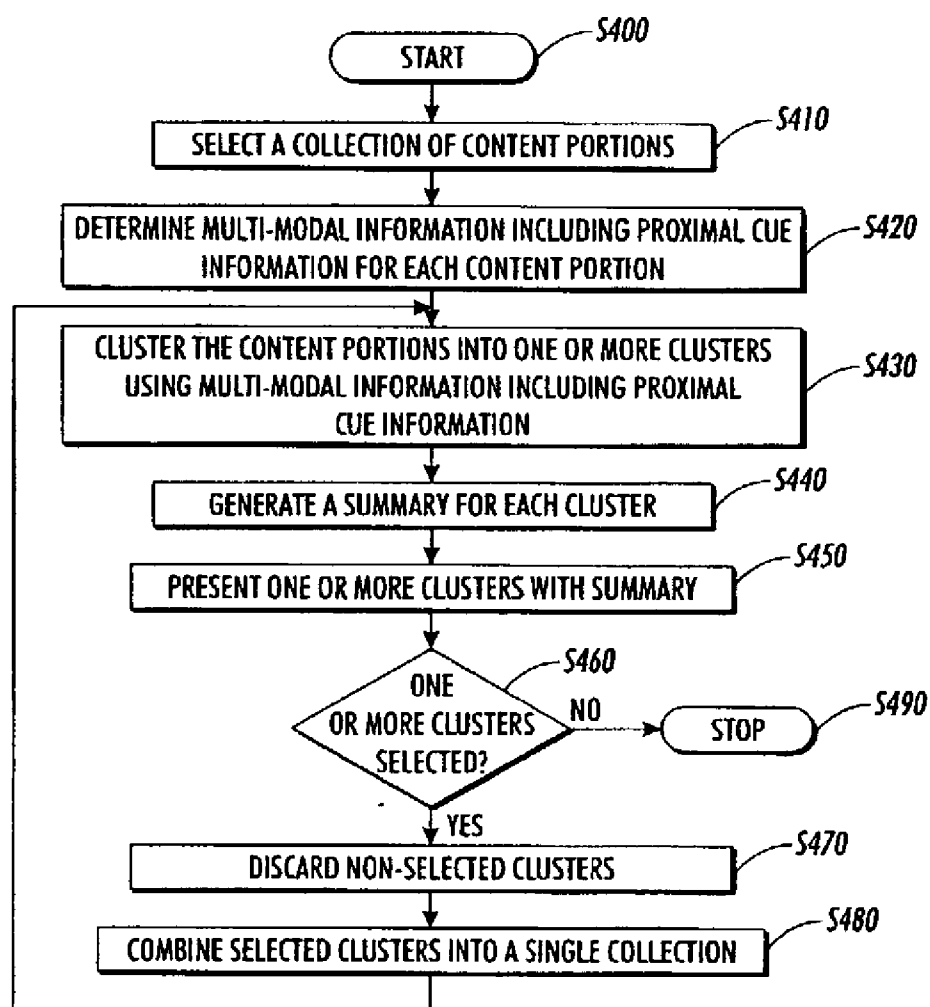 START
S400
SELECT A COLLECTION OF CONTENT PORTIONS
S410
DETERMINE MULTI-MODAL INFORMATION INCLUDING PROXIMAL CUE
INFORMATION FOR EACH CONTENT PORTION
S420
CLUSTER THE CONTENT PORTIONS INTO ONE OR MORE CLUSTERS
USING MULTI-MODAL INFORMATION INCLUDING PROXIMAL
CUE INFORMATION
S430
GENERATE A SUMMARY FOR EACH CLUSTER
S440
PRESENT ONE OR MORE CLUSTERS WITH SUMMARY
S450
ONE
OR MORE CLUSTERS
SELECTED?
S460
NO
STOP
S490
YES
DISCARD NON-SELECTED CLUSTERS
S470
COMBINE SELECTED CLUSTERS INTO A SINGLE COLLECTION
S480